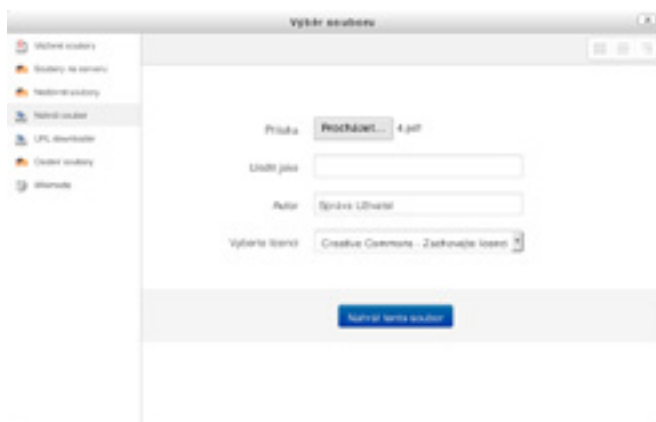 Výběr souboru
Vložené soubory
Soubory na serveru
Nedávné soubory
Nahrát soubor
URL downloader
Osobní soubory
Wikimedia
Příloha
Procházet... 4.pdf
Uložit jako
Autor
Správce Uživatel
Vyberte licenci
Creative Commons - Zachovejte licenci
Nahrát tento soubor